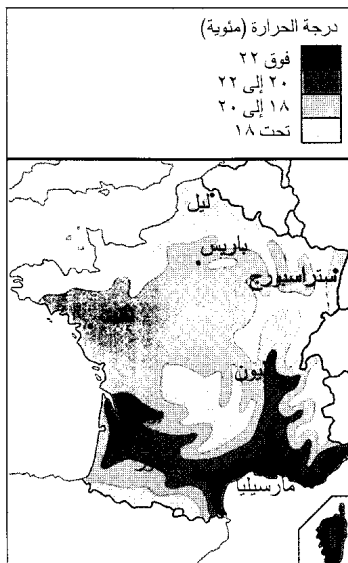 درجة الحرارة (مئوية)
فوق ٢٢
٢٠ إلى ٢٢
١٨ إلى ٢٠
تحت ١٨
ليل
باريس
ستراسبورج
ليون
مارسيليا